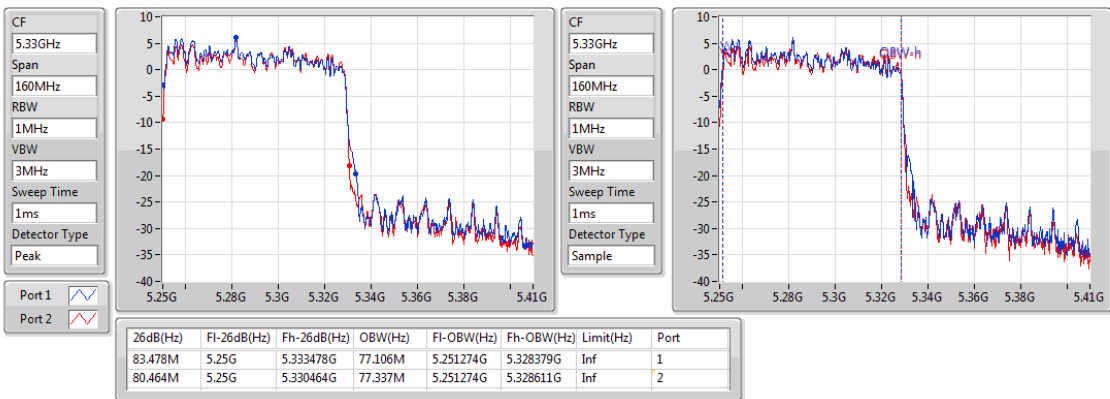 CF
5.33GHz
Span
160MHz
RBW
1MHz
VBW
3MHz
Sweep Time
1ms
Detector Type
Peak
Port 1
Port 2
10
5
0
-5
-10
-15
-20
-25
-30
-35
-40
5.25G 5.28G 5.3G 5.32G 5.34G 5.36G 5.38G 5.41G
CF
5.33GHz
Span
160MHz
RBW
1MHz
VBW
3MHz
Sweep Time
1ms
Detector Type
Sample
10
5
0
-5
-10
-15
-20
-25
-30
-35
-40
OBW-h
5.25G 5.28G 5.3G 5.32G 5.34G 5.36G 5.38G 5.41G
26dB(Hz) Fl-26dB(Hz) Fh-26dB(Hz) OBW(Hz) Fl-OBW(Hz) Fh-OBW(Hz) Limit(Hz) Port
83.478M 5.25G 5.333478G 77.106M 5.251274G 5.328379G Inf 1
80.464M 5.25G 5.330464G 77.337M 5.251274G 5.328611G Inf 2